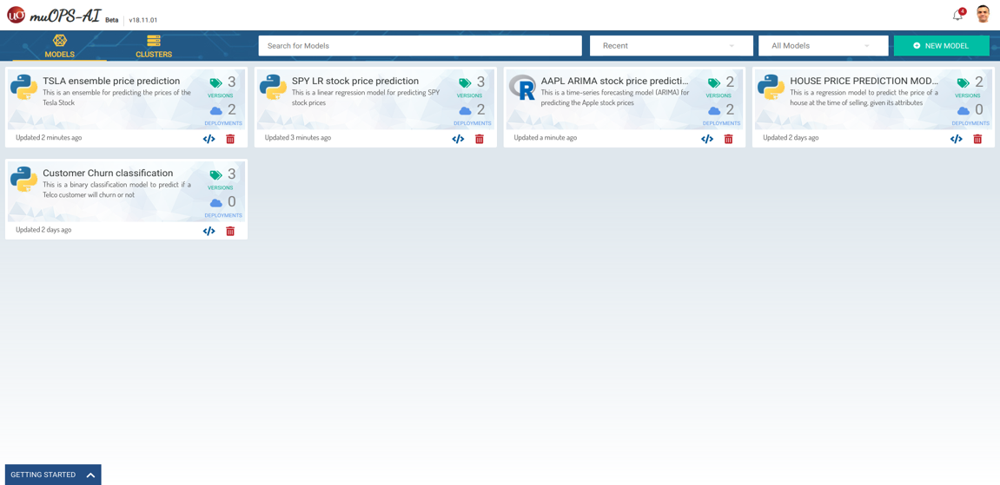 uo muOPS-AI Beta v18.11.01
4
MODELS
CLUSTERS
Search for Models
Recent
All Models
NEW MODEL
TSLA ensemble price prediction
This is an ensemble for predicting the prices of the
Tesla Stock
3
VERSIONS
2
DEPLOYMENTS
Updated 2 minutes ago
SPY LR stock price prediction
This is a linear regression model for predicting SPY
stock prices
3
VERSIONS
2
DEPLOYMENTS
Updated 3 minutes ago
R
AAPL ARIMA stock price predicti...
This is a time-series forecasting model (ARIMA) for
predicting the Apple stock prices
2
VERSIONS
2
DEPLOYMENTS
Updated a minute ago
HOUSE PRICE PREDICTION MOD...
This is a regression model to predict the price of a
house at the time of selling, given its attributes
2
VERSIONS
0
DEPLOYMENTS
Updated 2 days ago
Customer Churn classification
This is a binary classification model to predict if a
Telco customer will churn or not
3
VERSIONS
0
DEPLOYMENTS
Updated 2 days ago
GETTING STARTED